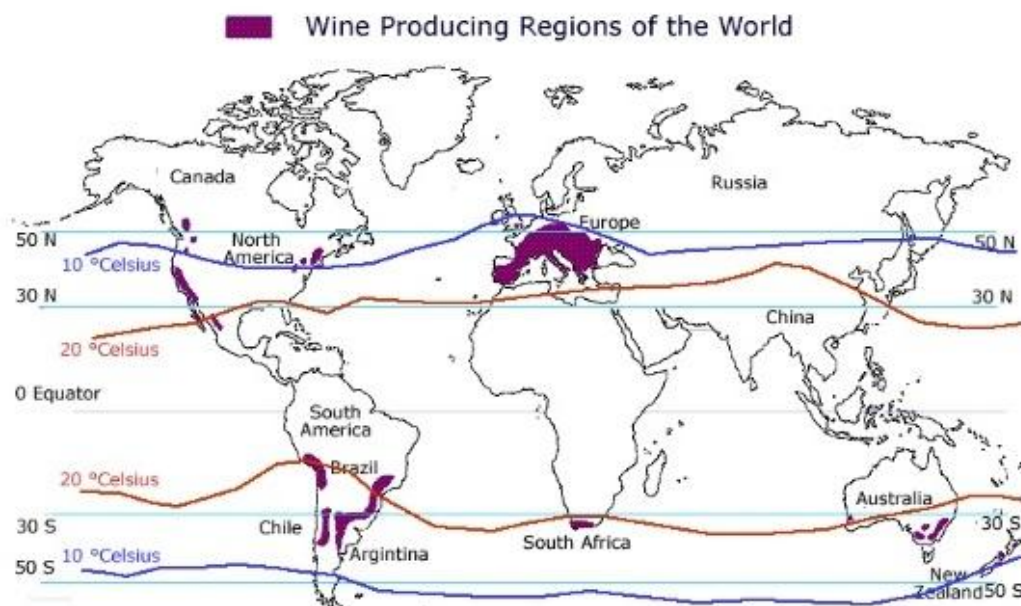 Wine Producing Regions of the World
Canada
Russia
Europe
50 N
North
America
50 N
10 °Celsius
30 N
30 N
China
20 °Celsius
0 Equator
South
America
20 °Celsius
Brazil
Australia
30 S
Chile
30 S
South Africa
10 °Celsius
Argintina
50 S
New
Zealand
50 S